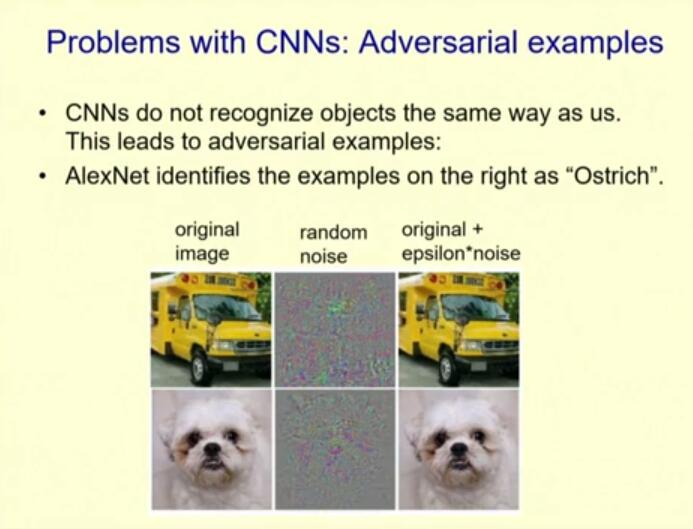 Problems with CNNs: Adversarial examples
• CNNs do not recognize objects the same way as us.
This leads to adversarial examples:
• AlexNet identifies the examples on the right as “Ostrich”.
original
image
random
noise
original +
epsilon*noise